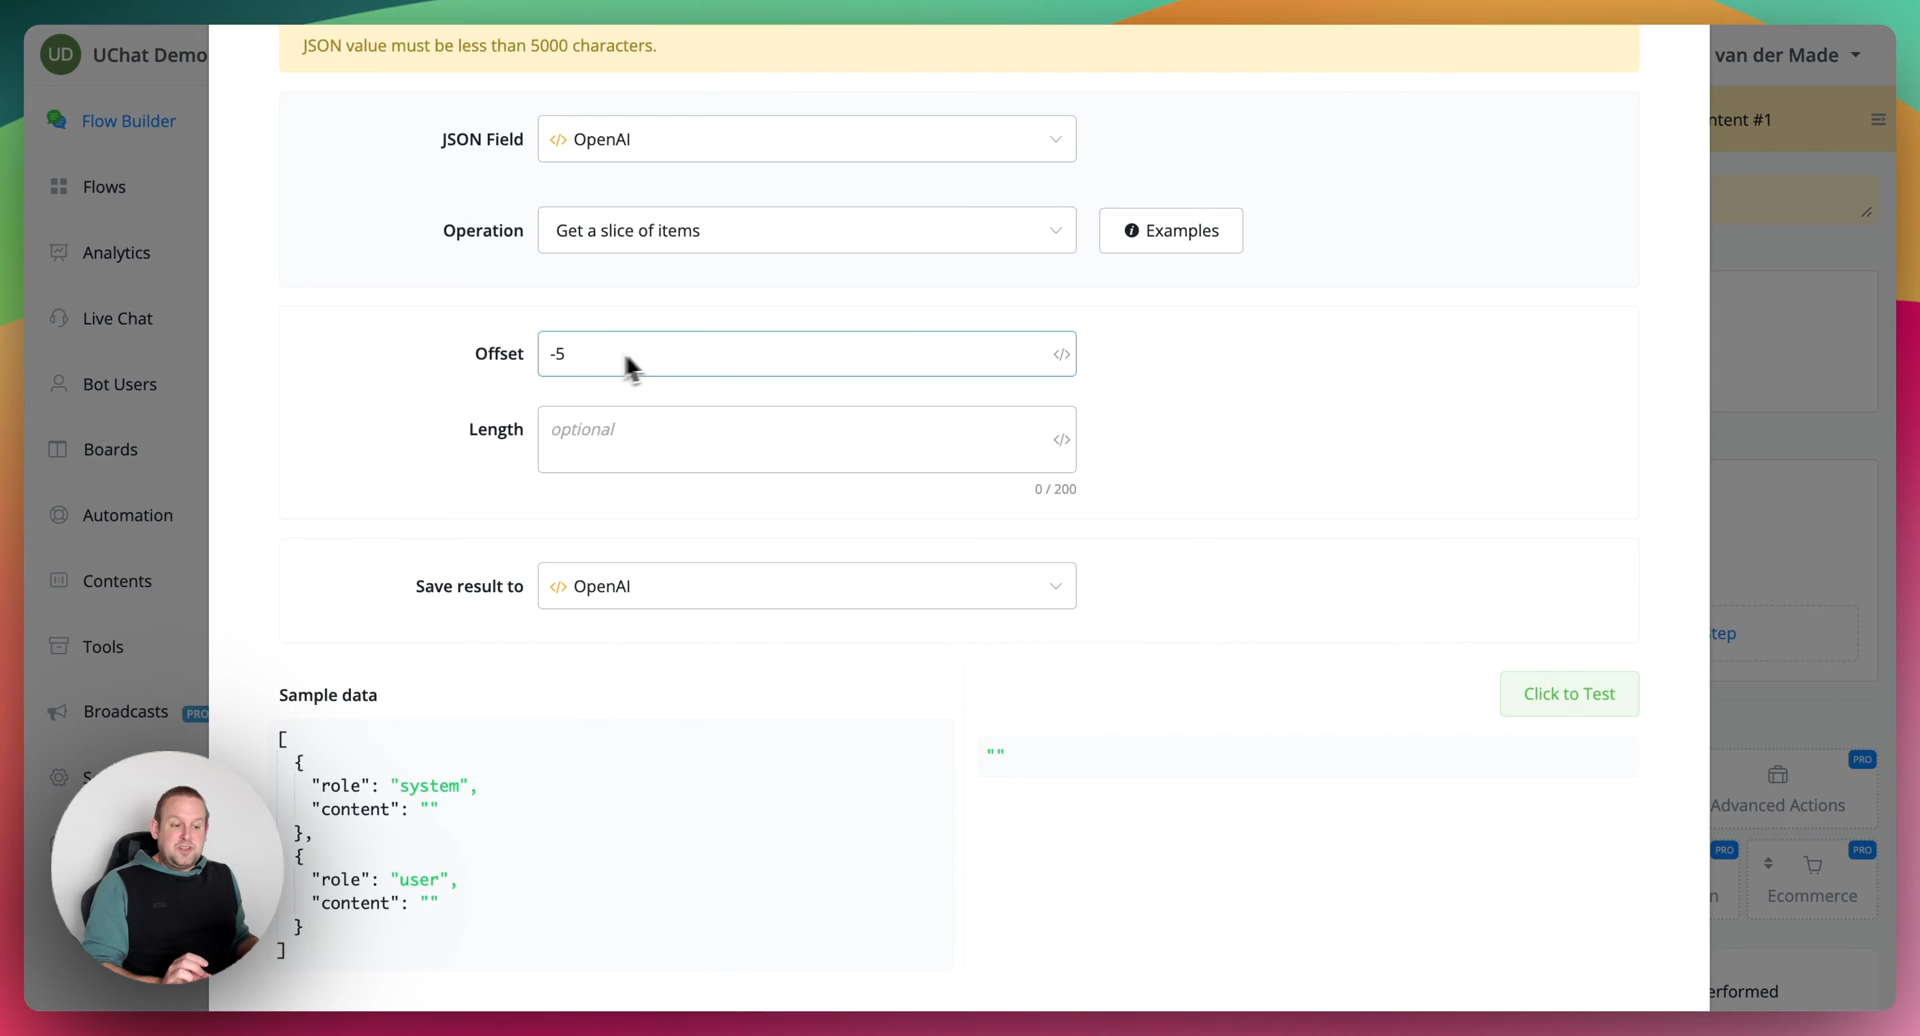 JSON value must be less than 5000 characters.
UD UChat Demo
van der Made
Flow Builder
ntent #1
JSON Field
</> OpenAI
Flows
Operation
Get a slice of items
Examples
Analytics
Live Chat
Offset
-5
</>
Bot Users
Length
optional
</>
Boards
0 / 200
Automation
Contents
Save result to
</> OpenAI
Tools
Step
Sample data
Click to Test
Broadcasts PRO
[
{
"role": "system",
"content": ""
},
{
"role": "user",
"content": ""
}
]
""
PRO
Advanced Actions
PRO
PRO
n
Ecommerce
erformed